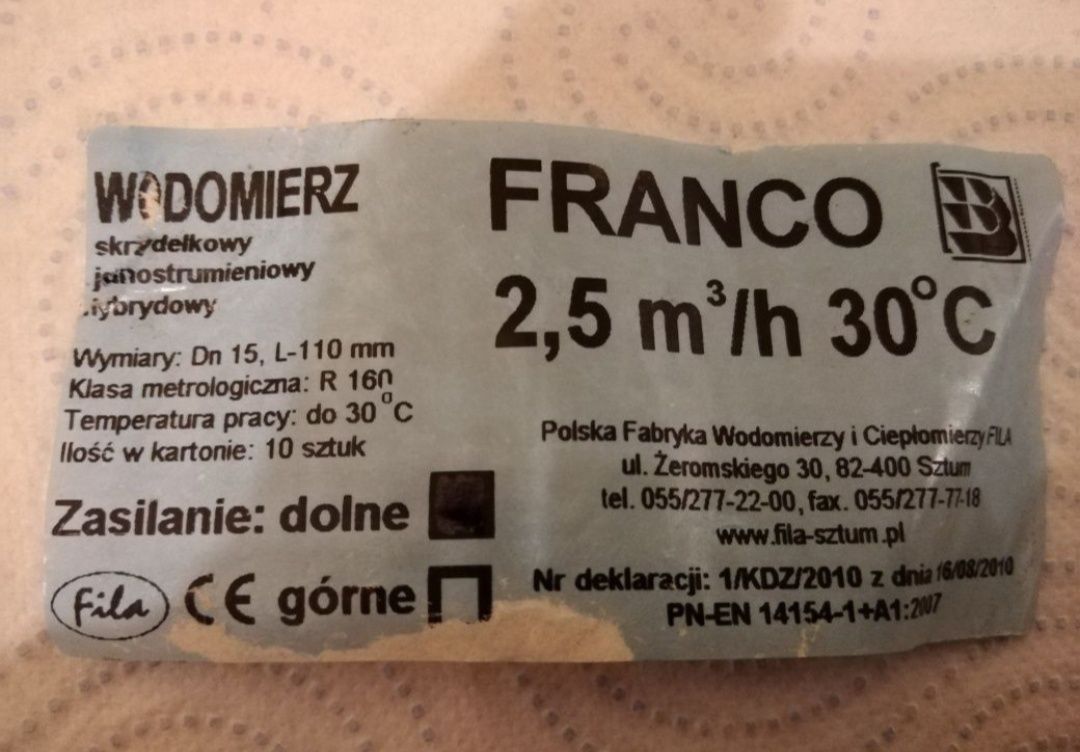 WODOMIERZ
skrzydełkowy
jednostrumieniowy
hybrydowy
Wymiary: Dn 15, L-110 mm
Klasa metrologiczna: R 160
Temperatura pracy: do 30 °C
Ilość w kartonie: 10 sztuk
Zasilanie: dolne
Fila CE górne
FRANCO
2,5 m³/h 30°C
Polska Fabryka Wodomierzy i Ciepłomierzy FILA
ul. Żeromskiego 30, 82-400 Sztum
tel. 055/277-22-00, fax. 055/277-77-18
www.fila-sztum.pl
Nr deklaracji: 1/KDZ/2010 z dnia 16/08/2010
PN-EN 14154-1+A1:2007